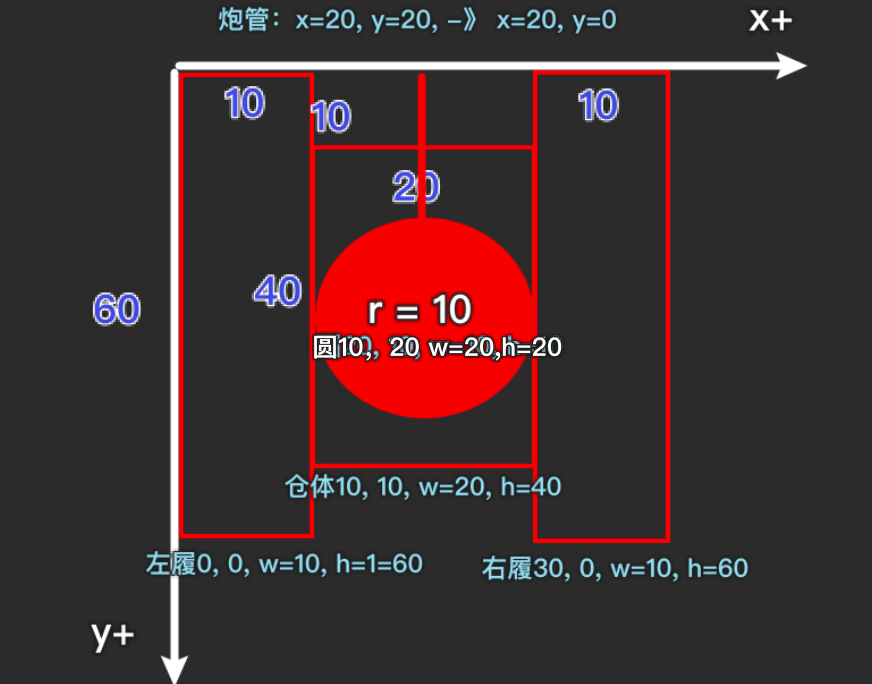 炮管：x=20, y=20, -》 x=20, y=0
x+
10
10
10
20
40
60
r = 10
圆10，20 w=20,h=20
仓体10, 10, w=20, h=40
左履0, 0, w=10, h=1=60
右履30, 0, w=10, h=60
y+